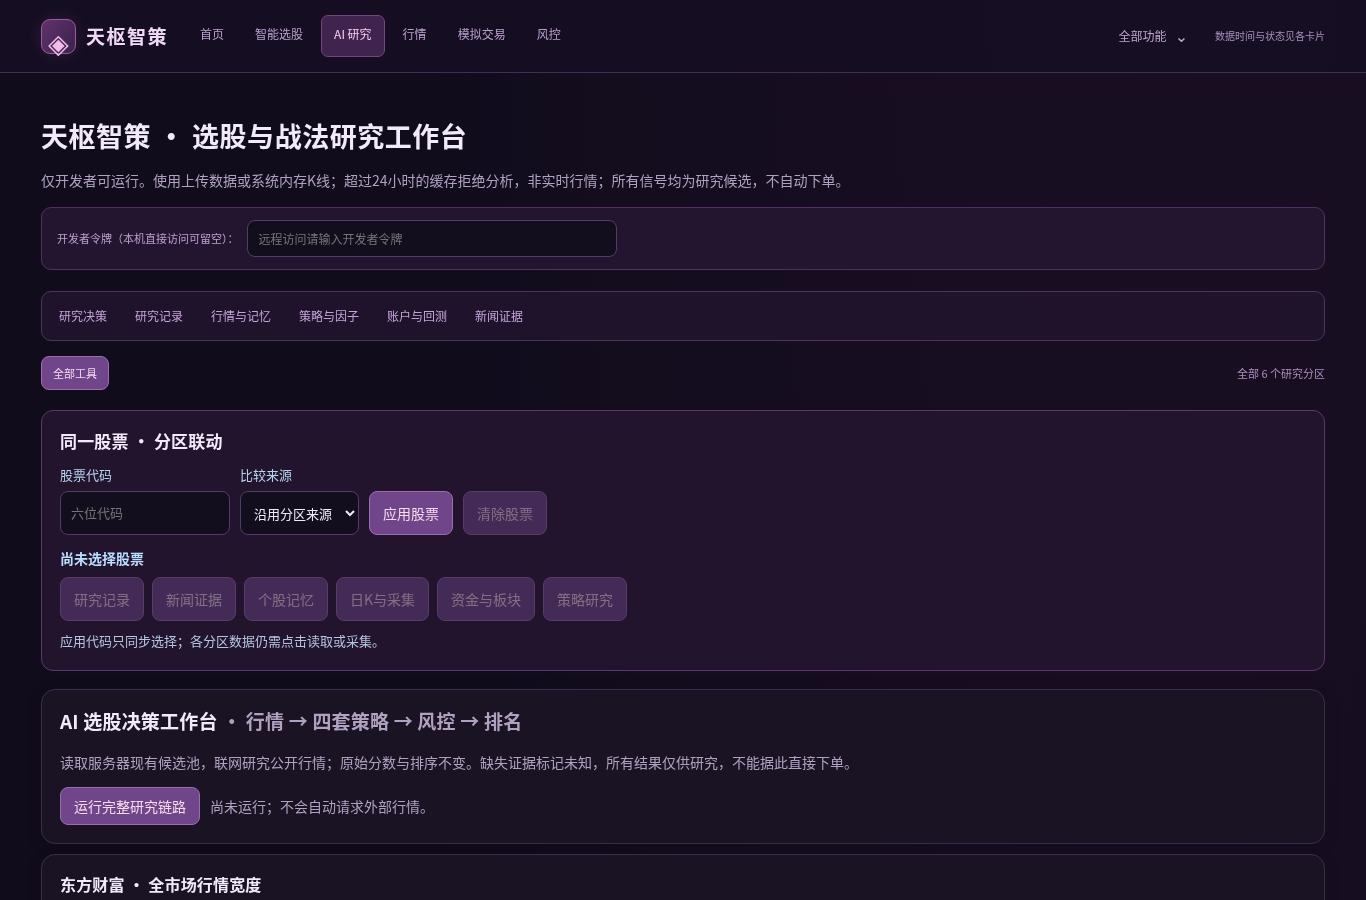 天枢智策
首页 智能选股 AI 研究 行情 模拟交易 风控
全部功能 数据时间与状态见各卡片
天枢智策 · 选股与战法研究工作台
仅开发者可运行。使用上传数据或系统内存K线；超过24小时的缓存拒绝分析，非实时行情；所有信号均为研究候选，不自动下单。
开发者令牌（本机直接访问可留空）： 远程访问请输入开发者令牌
研究决策 研究记录 行情与记忆 策略与因子 账户与回测 新闻证据
全部工具 全部 6 个研究分区
同一股票 · 分区联动
股票代码 比较来源
六位代码 沿用分区来源 应用股票 清除股票
尚未选择股票
研究记录 新闻证据 个股记忆 日K与采集 资金与板块 策略研究
应用代码只同步选择；各分区数据仍需点击读取或采集。
AI 选股决策工作台 · 行情 → 四套策略 → 风控 → 排名
读取服务器现有候选池，联网研究公开行情；原始分数与排序不变。缺失证据标记未知，所有结果仅供研究，不能据此直接下单。
运行完整研究链路 尚未运行；不会自动请求外部行情。
东方财富 · 全市场行情宽度